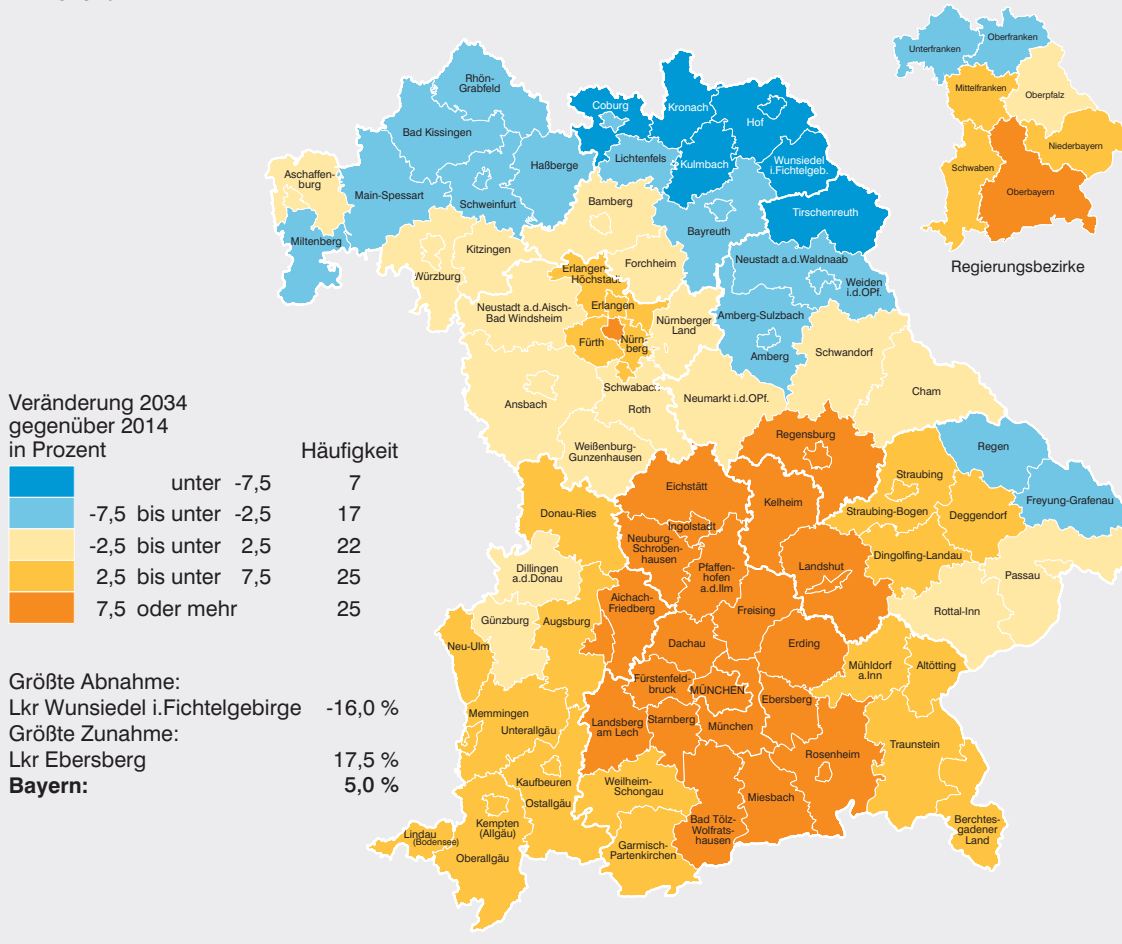 Unterfranken
Oberfranken
Mittelfranken
Oberpfalz
Niederbayern
Schwaben
Oberbayern
Regierungsbezirke
Rhön-
Grabfeld
Coburg
Kronach
Hof
Bad Kissingen
Lichtenfels
Kulmbach
Wunsiedel
i.Fichtelgeb.
Haßberge
Aschaffen-
burg
Main-Spessart
Schweinfurt
Bamberg
Tirschenreuth
Miltenberg
Bayreuth
Kitzingen
Würzburg
Forchheim
Neustadt a.d.Waldnaab
Erlangen-
Höchstadt
Weiden
i.d.OPf.
Neustadt a.d.Aisch-
Bad Windsheim
Erlangen
Nürnberger
Land
Amberg-Sulzbach
Fürth
Nürn-
berg
Amberg
Schwandorf
Schwabach
Ansbach
Roth
Neumarkt i.d.OPf.
Cham
Weißenburg-
Gunzenhausen
Regensburg
Regen
Eichstätt
Straubing
Kelheim
Freyung-Grafenau
Donau-Ries
Straubing-Bogen
Deggendorf
Ingolstadt
Neuburg-
Schroben-
hausen
Dingolfing-Landau
Dillingen
a.d.Donau
Pfaffen-
hofen
a.d.Ilm
Landshut
Passau
Aichach-
Friedberg
Freising
Rottal-Inn
Günzburg
Augsburg
Neu-Ulm
Dachau
Erding
Mühldorf
a.Inn
Altötting
Fürstenfeld-
bruck
MÜNCHEN
Ebersberg
Memmingen
Unterallgäu
Landsberg
am Lech
Starnberg
München
Traunstein
Rosenheim
Kaufbeuren
Weilheim-
Schongau
Miesbach
Ostallgäu
Kempten
(Allgäu)
Bad Tölz-
Wolfrats-
hausen
Berchtes-
gadener
Land
Lindau
(Bodensee)
Garmisch-
Partenkirchen
Oberallgäu
Veränderung 2034
gegenüber 2014
in Prozent Häufigkeit
unter -7,5 7
-7,5 bis unter -2,5 17
-2,5 bis unter 2,5 22
2,5 bis unter 7,5 25
7,5 oder mehr 25
Größte Abnahme:
Lkr Wunsiedel i.Fichtelgebirge -16,0 %
Größte Zunahme:
Lkr Ebersberg 17,5 %
Bayern: 5,0 %